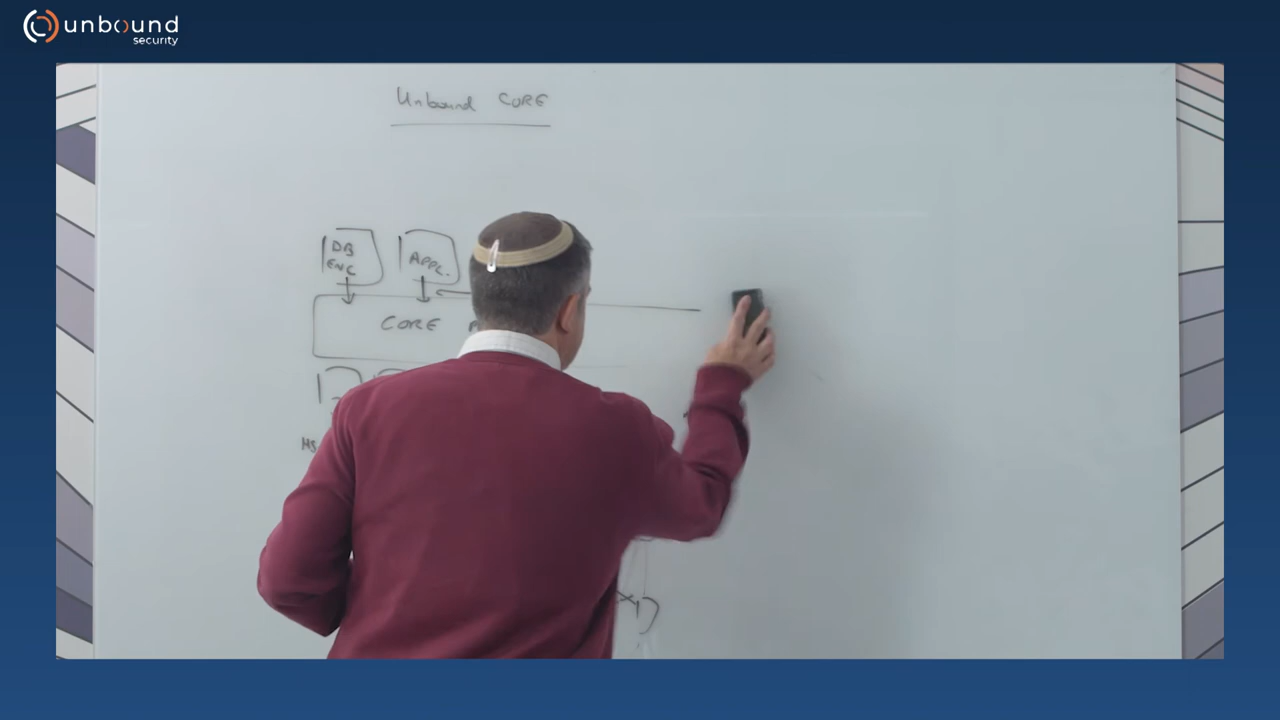 unbound
security
Unbound CORE
DB
ENC
APPL.
CORE